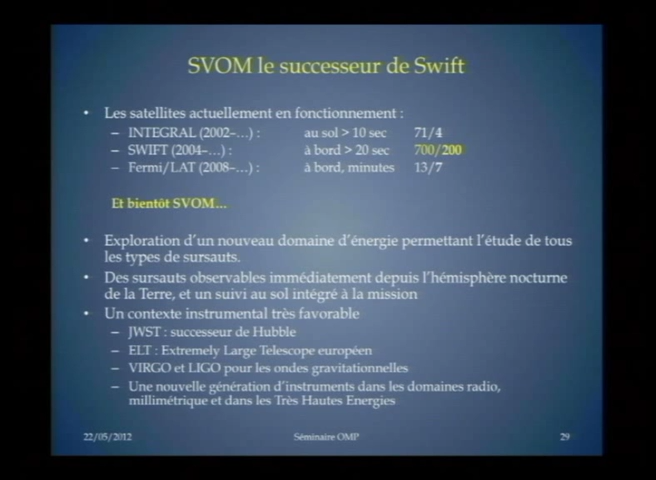 SVOM le successeur de Swift
• Les satellites actuellement en fonctionnement :
– INTEGRAL (2002-…) : au sol > 10 sec 71/4
– SWIFT (2004-…) : à bord > 20 sec 700/200
– Fermi/LAT (2008-…) : à bord, minutes 13/7
Et bientôt SVOM…
• Exploration d'un nouveau domaine d'énergie permettant l'étude de tous
les types de sursauts.
• Des sursauts observables immédiatement depuis l'hémisphère nocturne
de la Terre, et un suivi au sol intégré à la mission
• Un contexte instrumental très favorable
– JWST : successeur de Hubble
– ELT : Extremely Large Telescope européen
– VIRGO et LIGO pour les ondes gravitationnelles
– Une nouvelle génération d'instruments dans les domaines radio,
millimétrique et dans les Très Hautes Energies
22/05/2012 Séminaire OMP 29